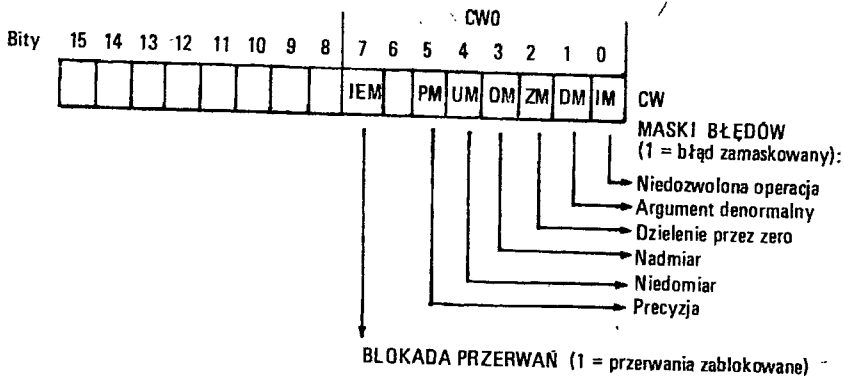 CW0
Bity 15 14 13 12 11 10 9 8 7 6 5 4 3 2 1 0
IEM PM UM OM ZM DM IM CW
MASKI BŁĘDÓW
(1 = błąd zamaskowany):
Niedozwolona operacja
Argument denormalny
Dzielenie przez zero
Nadmiar
Niedomiar
Precyzja
BLOKADA PRZERWAŃ (1 = przerwania zablokowane)